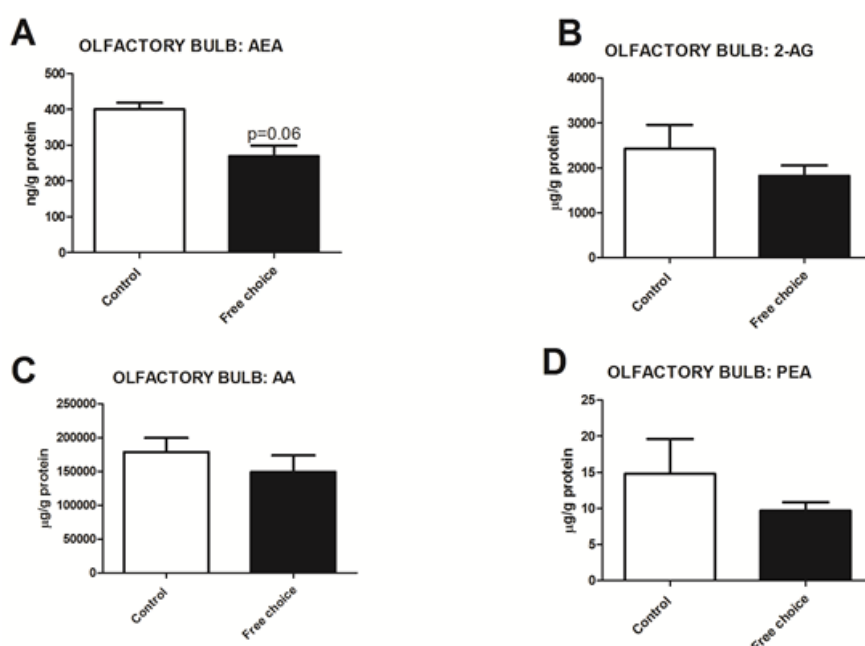 A
OLFACTORY BULB: AEA
500
400
300
200
100
0
ng/g protein
p=0.06
Control
Free choice
B
OLFACTORY BULB: 2-AG
4000
3000
2000
1000
0
μg/g protein
Control
Free choice
C
OLFACTORY BULB: AA
250000
200000
150000
100000
50000
0
μg/g protein
Control
Free choice
D
OLFACTORY BULB: PEA
25
20
15
10
5
0
μg/g protein
Control
Free choice